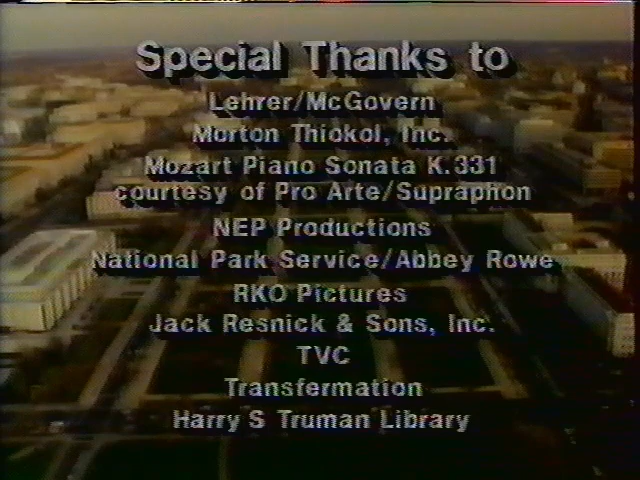 Special Thanks to
Lehrer/McGovern
Morton Thiokol, Inc.
Mozart Piano Sonata K.331
courtesy of Pro Arte/Supraphon
NEP Productions
National Park Service/Abbey Rowe
RKO Pictures
Jack Resnick & Sons, Inc.
TVC
Transfermation
Harry S Truman Library